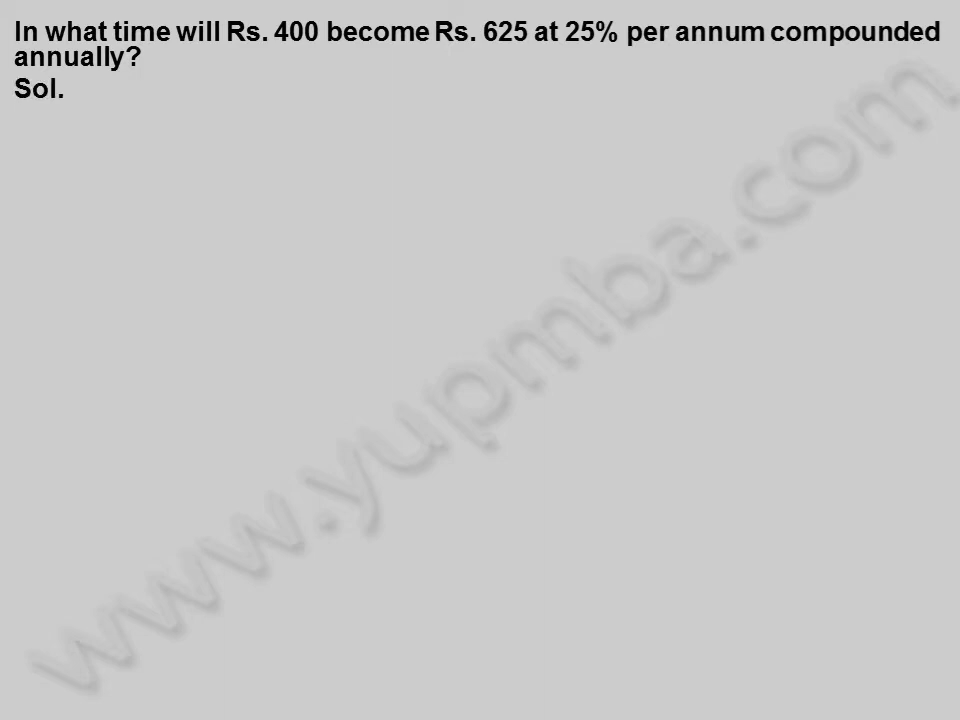 In what time will Rs. 400 become Rs. 625 at 25% per annum compounded
annually?
Sol.
www.yupmba.com